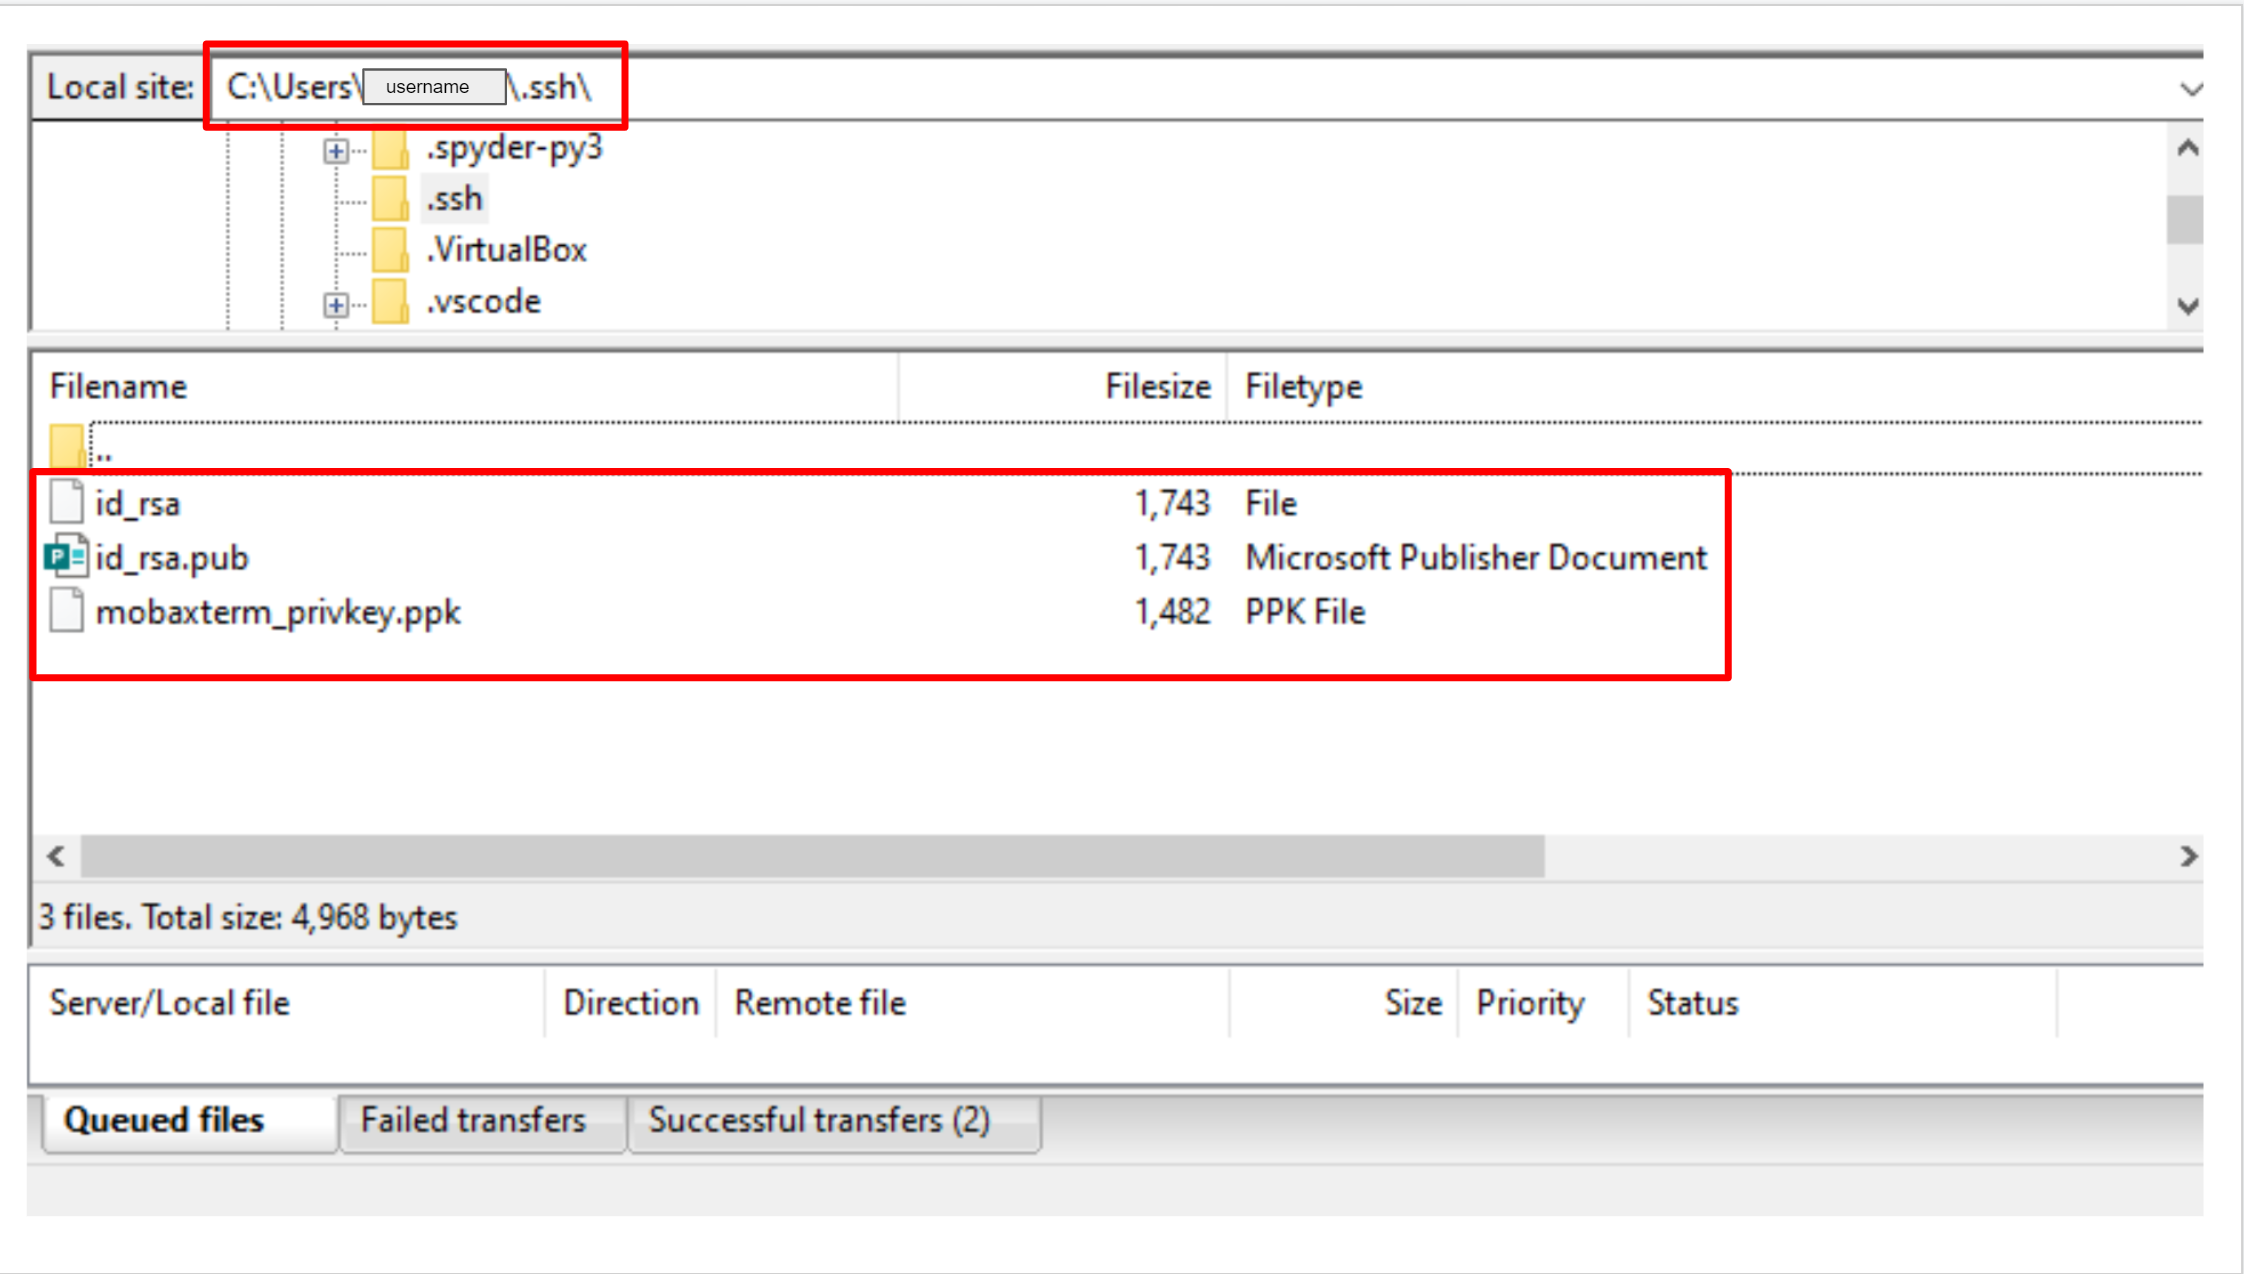 Local site: C:\Users\ username \.ssh\
.spyder-py3
.ssh
.VirtualBox
.vscode
Filename Filesize Filetype
..
id_rsa 1,743 File
id_rsa.pub 1,743 Microsoft Publisher Document
mobaxterm_privkey.ppk 1,482 PPK File
3 files. Total size: 4,968 bytes
Server/Local file Direction Remote file Size Priority Status
Queued files Failed transfers Successful transfers (2)